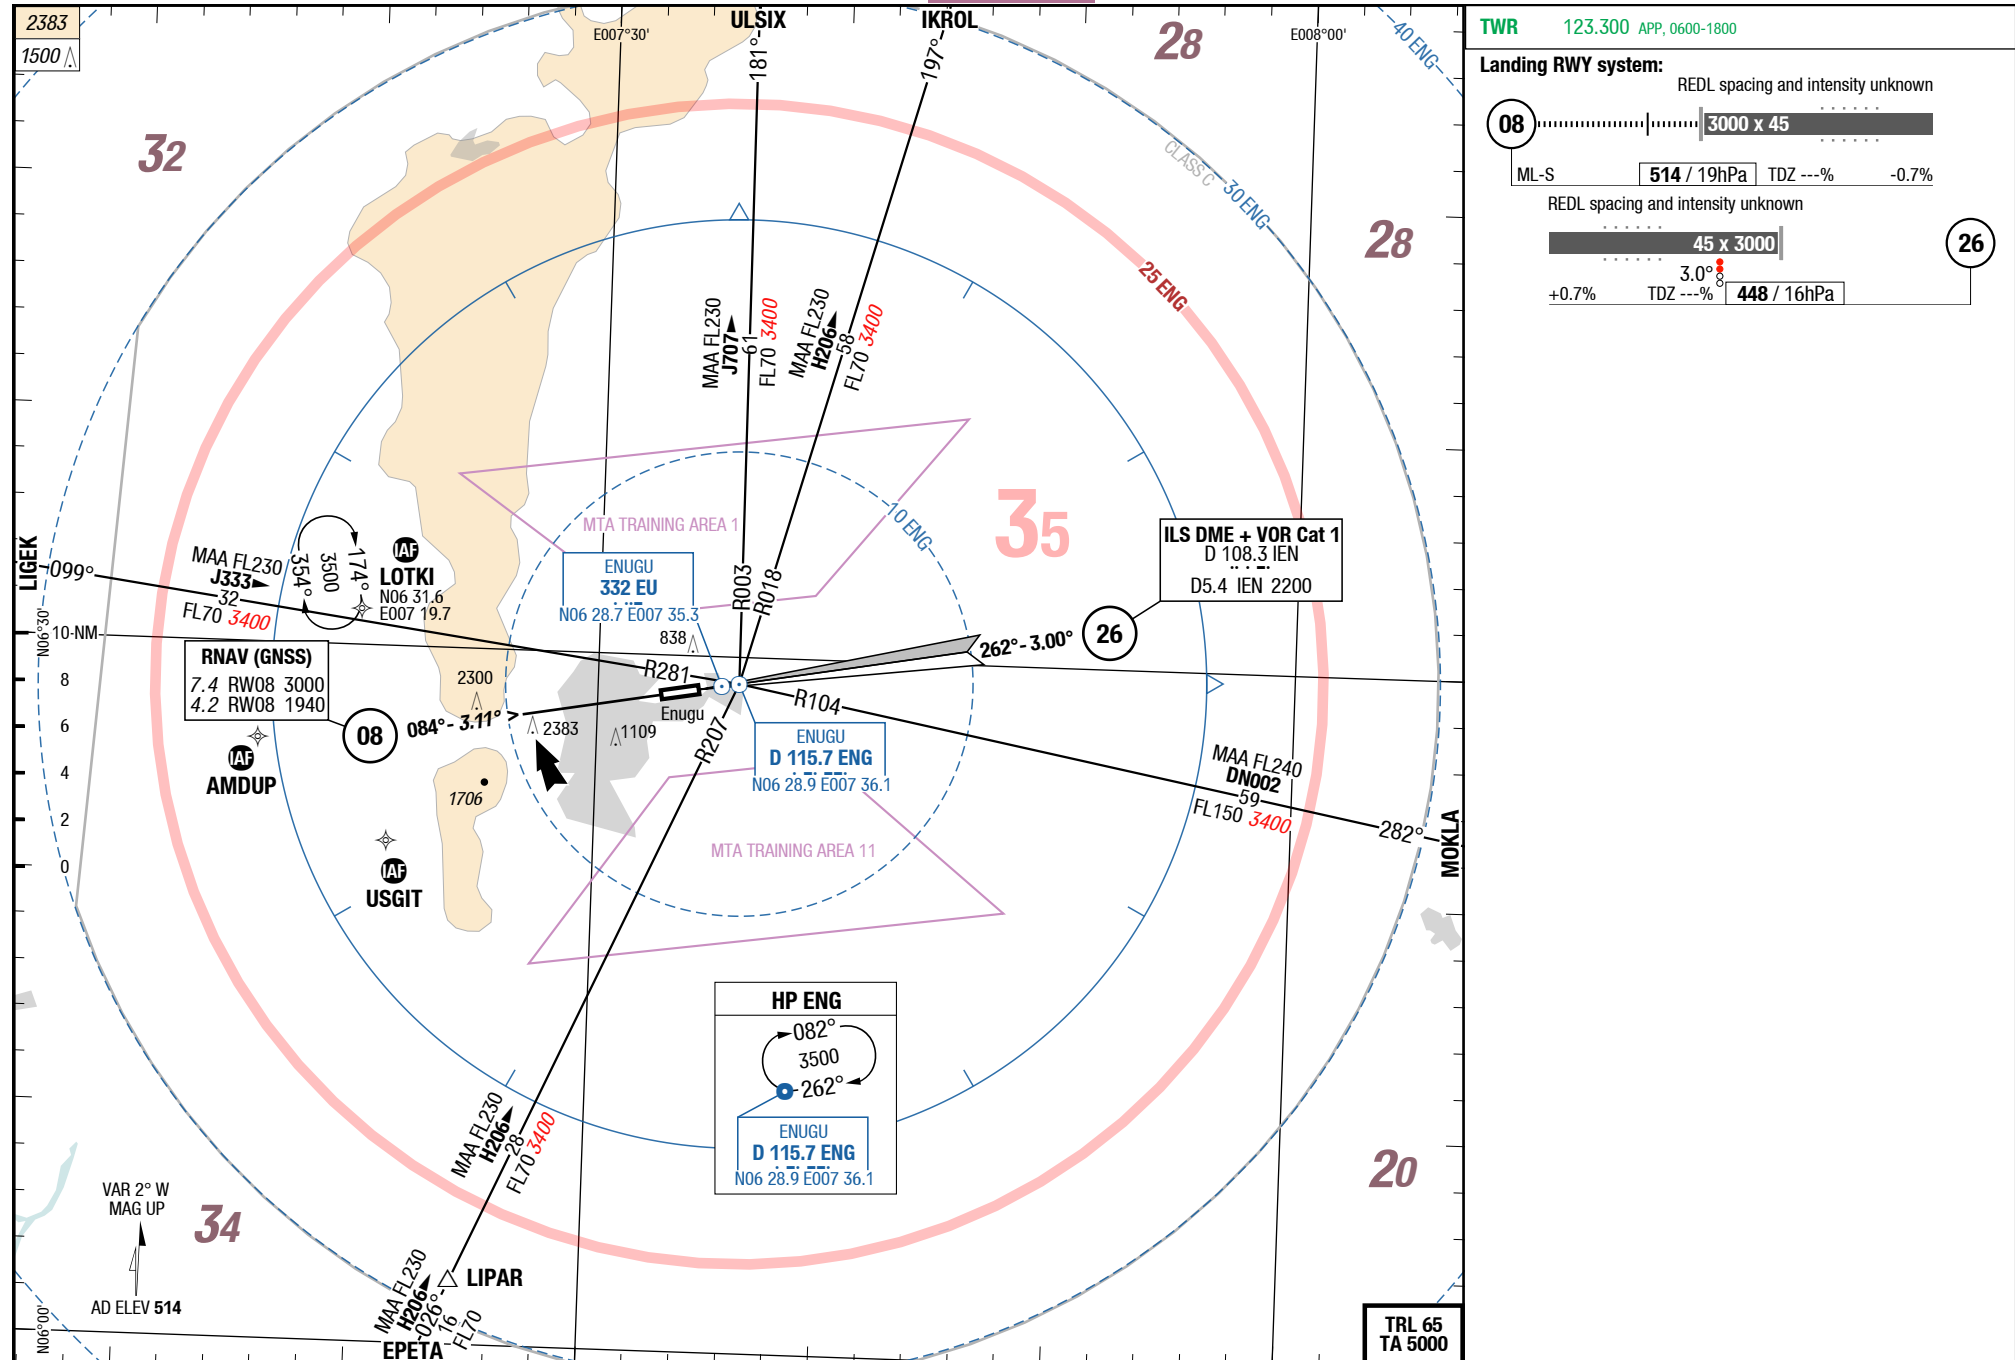 2383
1500
ULSIX
IKROL
E007°30'
E008°00'
181°
197°
28
40 ENG
32
CLASS C
30 ENG
28
25 ENG
MAA FL230
J707
61
FL70 3400
MAA FL230
H206
58
FL70 3400
MTA TRAINING AREA 1
10 ENG
35
ILS DME + VOR Cat 1
D 108.3 IEN
D5.4 IEN 2200
LIGEK
099°
MAA FL230
J333
32
FL70 3400
354°
3500
174°
IAF
LOTKI
N06 31.6
E007 19.7
ENUGU
332 EU
N06 28.7 E007 35.3
R003
R018
N06°30'
10-NM
8
6
4
2
0
838
R281
262°- 3.00°
26
RNAV (GNSS)
7.4 RW08 3000
4.2 RW08 1940
2300
08
084°- 3.11°
2383
1109
Enugu
R207
R104
ENUGU
D 115.7 ENG
N06 28.9 E007 36.1
IAF
AMDUP
1706
IAF
USGIT
MAA FL240
DN002
59
FL150 3400
282°
MOKLA
MTA TRAINING AREA 11
HP ENG
082°
3500
262°
ENUGU
D 115.7 ENG
N06 28.9 E007 36.1
MAA FL230
H206
28
FL70 3400
20
VAR 2° W
MAG UP
34
AD ELEV 514
LIPAR
MAA FL230
H206
026°
16
FL70
EPETA
N06°00'
TRL 65
TA 5000
TWR 123.300 APP, 0600-1800
Landing RWY system:
REDL spacing and intensity unknown
08
3000 x 45
ML-S 514 / 19hPa TDZ ---% -0.7%
REDL spacing and intensity unknown
45 x 3000
26
3.0°
+0.7% TDZ ---% 448 / 16hPa